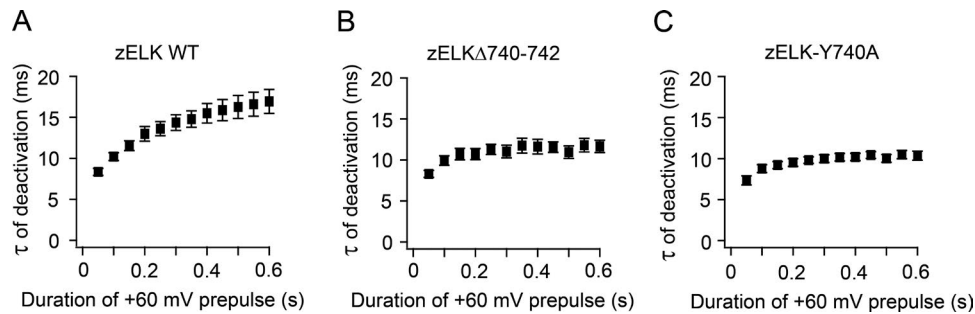 A
zELK WT
20
15
10
5
0
τ of deactivation (ms)
0 0.2 0.4 0.6
Duration of +60 mV prepulse (s)
B
zELKΔ740-742
20
15
10
5
0
τ of deactivation (ms)
0 0.2 0.4 0.6
Duration of +60 mV prepulse (s)
C
zELK-Y740A
20
15
10
5
0
τ of deactivation (ms)
0 0.2 0.4 0.6
Duration of +60 mV prepulse (s)